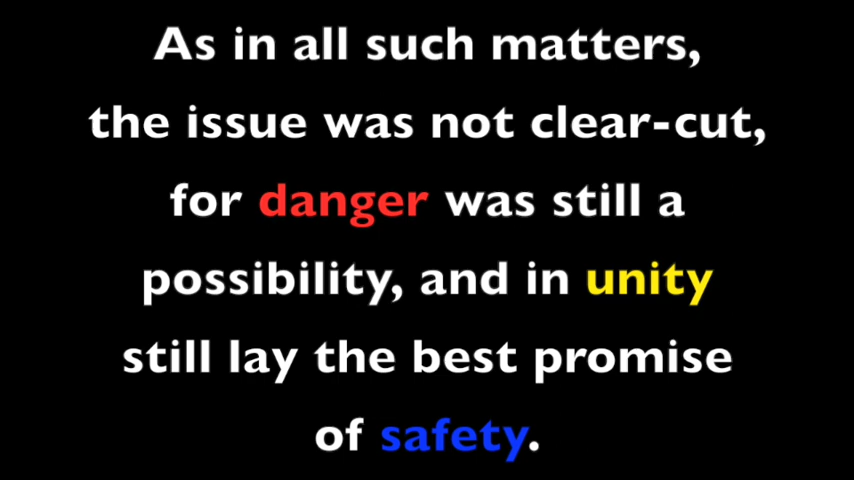 As in all such matters,
the issue was not clear-cut,
for danger was still a
possibility, and in unity
still lay the best promise
of safety.